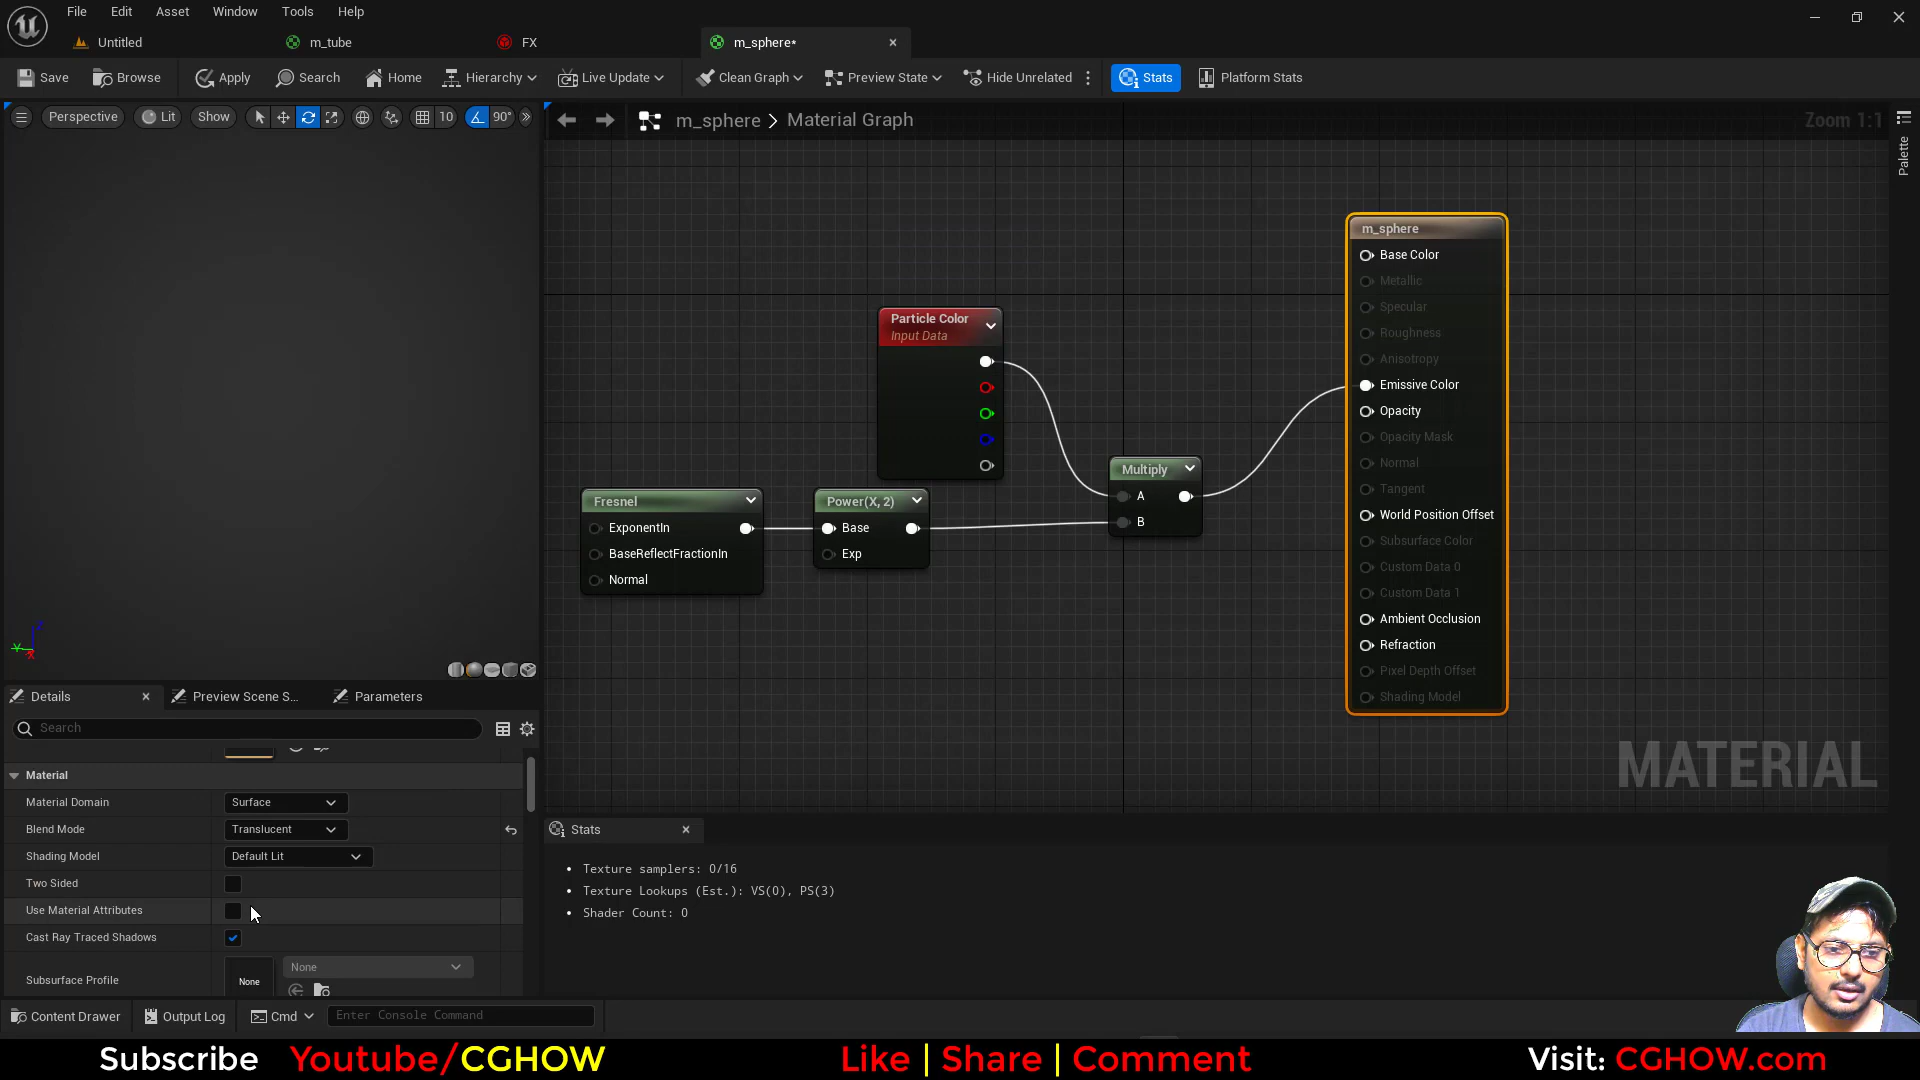 File Edit Asset Window Tools Help
Untitled m_tube FX m_sphere*
Save Browse Apply Search Home Hierarchy Live Update Clean Graph Preview State Hide Unrelated Stats Platform Stats
Perspective Lit Show 10 90°
m_sphere > Material Graph Zoom 1:1
Palette
m_sphere
Base Color
Metallic
Specular
Roughness
Anisotropy
Emissive Color
Opacity
Opacity Mask
Normal
Tangent
World Position Offset
Subsurface Color
Custom Data 0
Custom Data 1
Ambient Occlusion
Refraction
Pixel Depth Offset
Shading Model
Particle Color
Input Data
Multiply
A
B
Fresnel
ExponentIn
BaseReflectFractionIn
Normal
Power(X, 2)
Base
Exp
MATERIAL
Z
Y
X
Details Preview Scene S... Parameters
Search
Material
Material Domain Surface
Blend Mode Translucent
Shading Model Default Lit
Two Sided
Use Material Attributes
Cast Ray Traced Shadows
Subsurface Profile None None
Stats
Texture samplers: 0/16
Texture Lookups (Est.): VS(0), PS(3)
Shader Count: 0
Content Drawer Output Log Cmd Enter Console Command
Subscribe Youtube/CGHOW Like | Share | Comment Visit: CGHOW.com